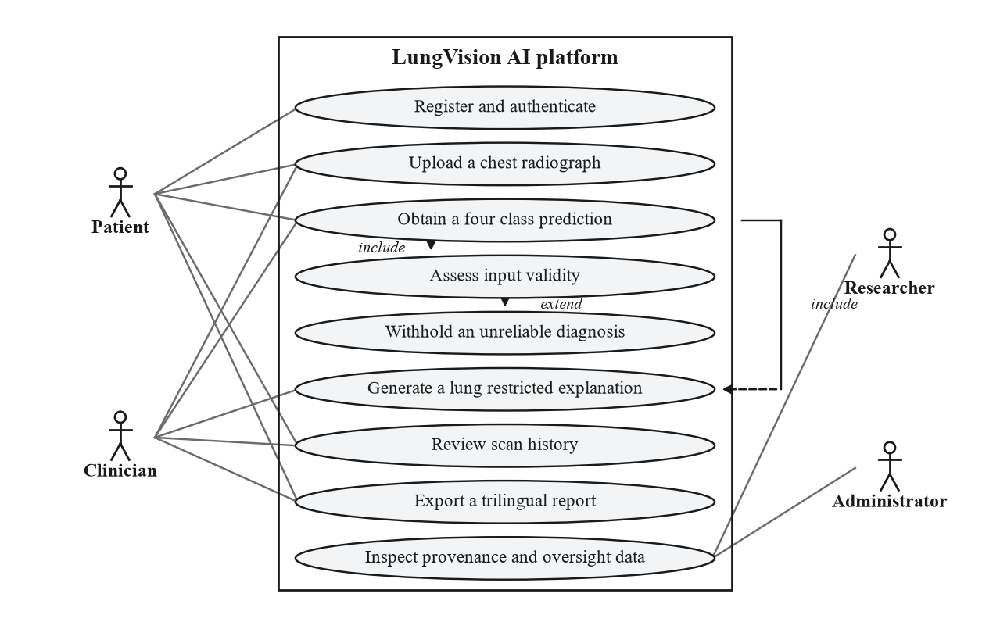 LungVision AI platform
Register and authenticate
Upload a chest radiograph
Patient
Obtain a four class prediction
include
Assess input validity
Researcher
extend
include
Withhold an unreliable diagnosis
Generate a lung restricted explanation
Review scan history
Clinician
Export a trilingual report
Administrator
Inspect provenance and oversight data